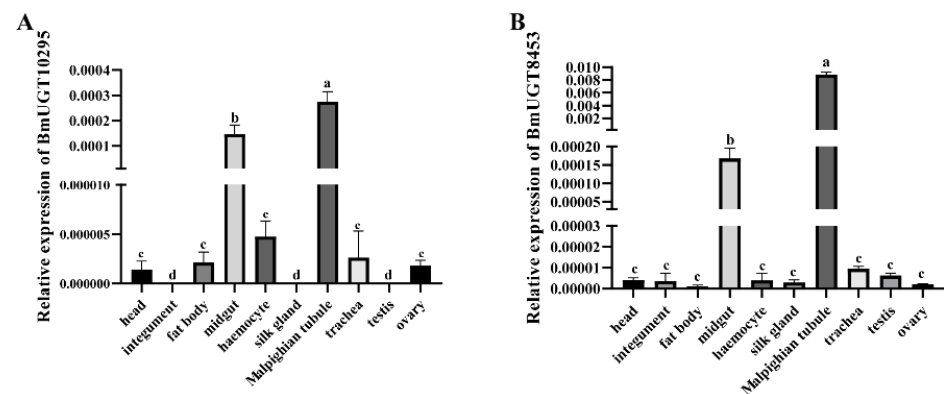 A
Relative expression of BmUGT10295
0.0004
0.0003
0.0002
0.0001
0.000010
0.000005
0.000000
c
d
c
b
c
d
a
c
d
c
head
integument
fat body
midgut
haemocyte
silk gland
Malpighian tubule
trachea
testis
ovary
B
Relative expression of BmUGT8453
0.010
0.008
0.006
0.004
0.002
0.00020
0.00015
0.00010
0.00005
0.00003
0.00002
0.00001
0.00000
c
c
c
b
c
c
a
c
c
c
head
integument
fat body
midgut
haemocyte
silk gland
Malpighian tubule
trachea
testis
ovary